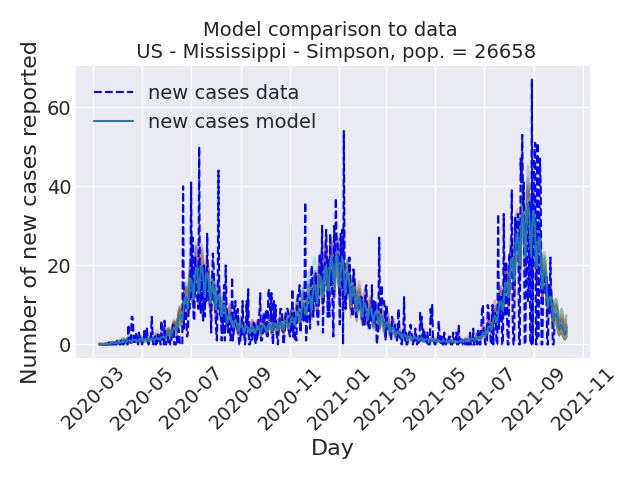 Model comparison to data
US - Mississippi - Simpson, pop. = 26658
Number of new cases reported
60
40
20
0
new cases data
new cases model
2020-03
2020-05
2020-07
2020-09
2020-11
2021-01
2021-03
2021-05
2021-07
2021-09
2021-11
Day